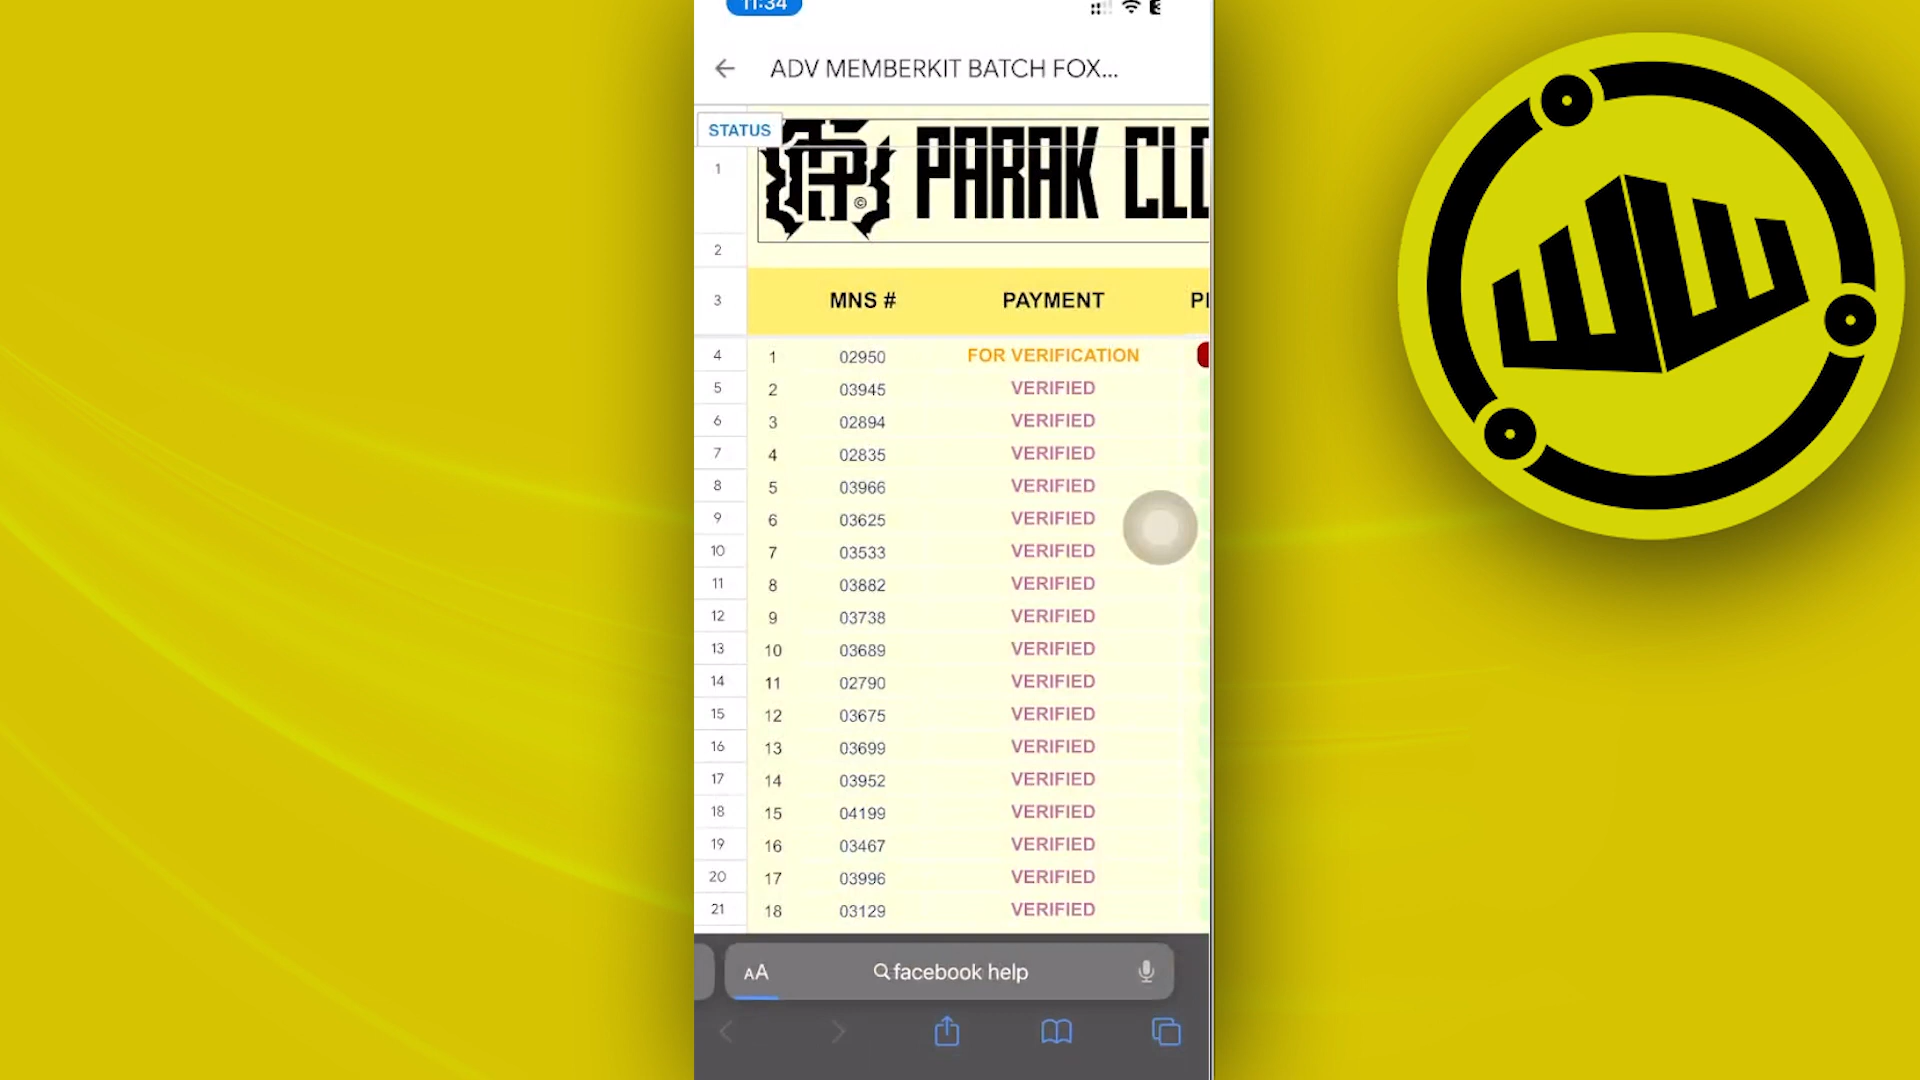 11:34
ADV MEMBERKIT BATCH FOX...
STATUS
1
PARAK CLO
©
2
3 MNS # PAYMENT
4 1 02950 FOR VERIFICATION
5 2 03945 VERIFIED
6 3 02894 VERIFIED
7 4 02835 VERIFIED
8 5 03966 VERIFIED
9 6 03625 VERIFIED
10 7 03533 VERIFIED
11 8 03882 VERIFIED
12 9 03738 VERIFIED
13 10 03689 VERIFIED
14 11 02790 VERIFIED
15 12 03675 VERIFIED
16 13 03699 VERIFIED
17 14 03952 VERIFIED
18 15 04199 VERIFIED
19 16 03467 VERIFIED
20 17 03996 VERIFIED
21 18 03129 VERIFIED
AA facebook help